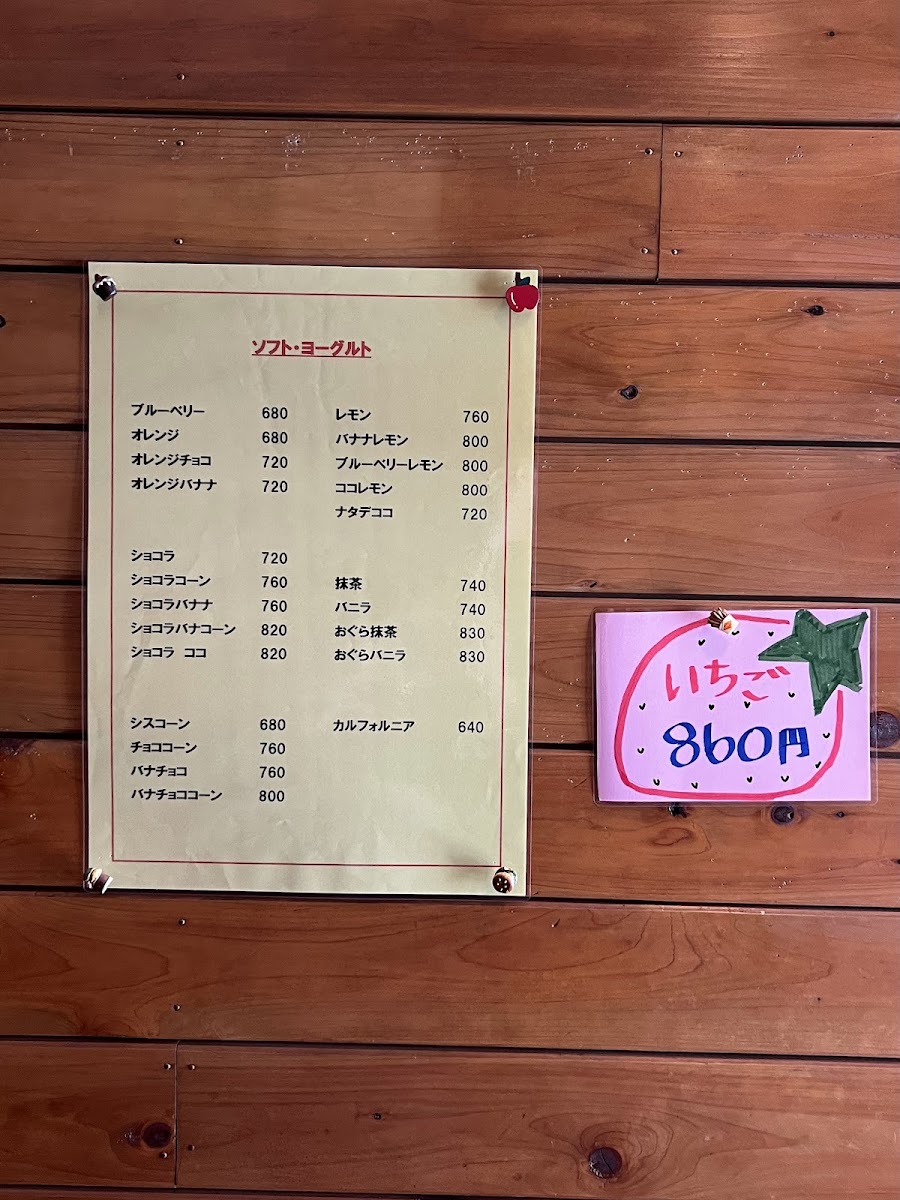 ソフト・ヨーグルト
ブルーベリー 680
オレンジ 680
オレンジチョコ 720
オレンジバナナ 720
ショコラ 720
ショコラコーン 760
ショコラバナナ 760
ショコラバナコーン 820
ショコラ ココ 820
シスコーン 680
チョココーン 760
バナチョコ 760
バナチョココーン 800
レモン 760
バナナレモン 800
ブルーベリーレモン 800
ココレモン 800
ナタデココ 720
抹茶 740
バニラ 740
おぐら抹茶 830
おぐらバニラ 830
カルフォルニア 640
いちご
860円